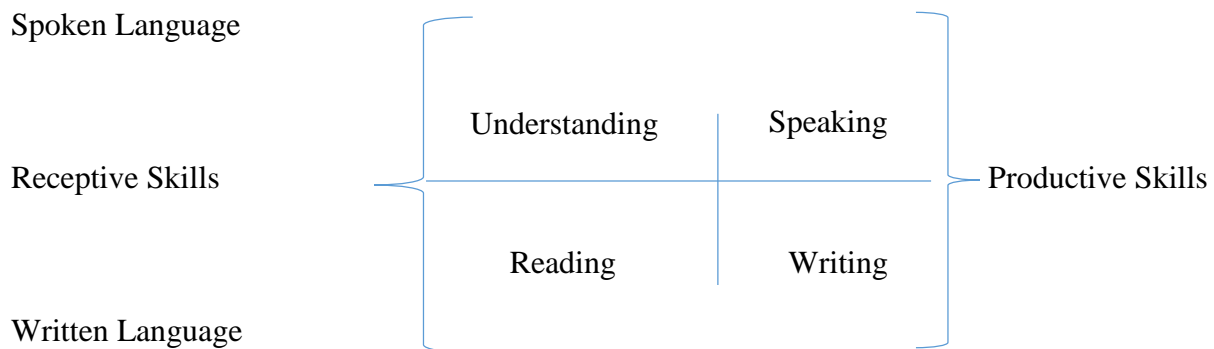 Spoken Language
Understanding Speaking
Receptive Skills Productive Skills
Reading Writing
Written Language